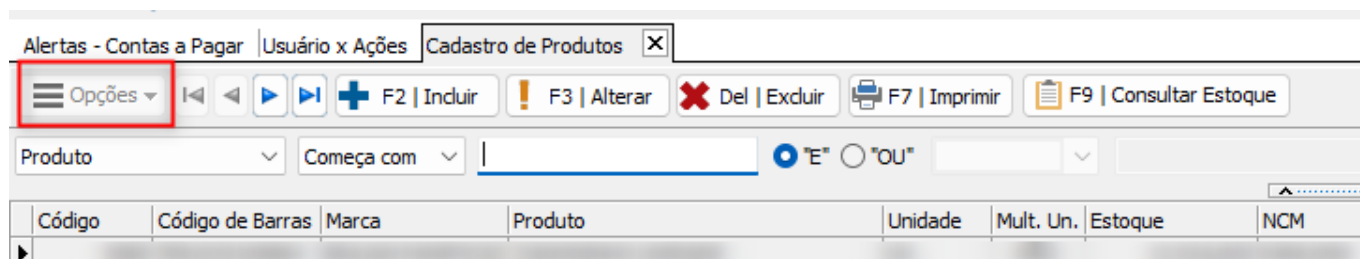 Alertas - Contas a Pagar Usuário x Ações Cadastro de Produtos
Opções F2 | Incluir F3 | Alterar Del | Excluir F7 | Imprimir F9 | Consultar Estoque
Produto Começa com "E" "OU"
Código Código de Barras Marca Produto Unidade Mult. Un. Estoque NCM